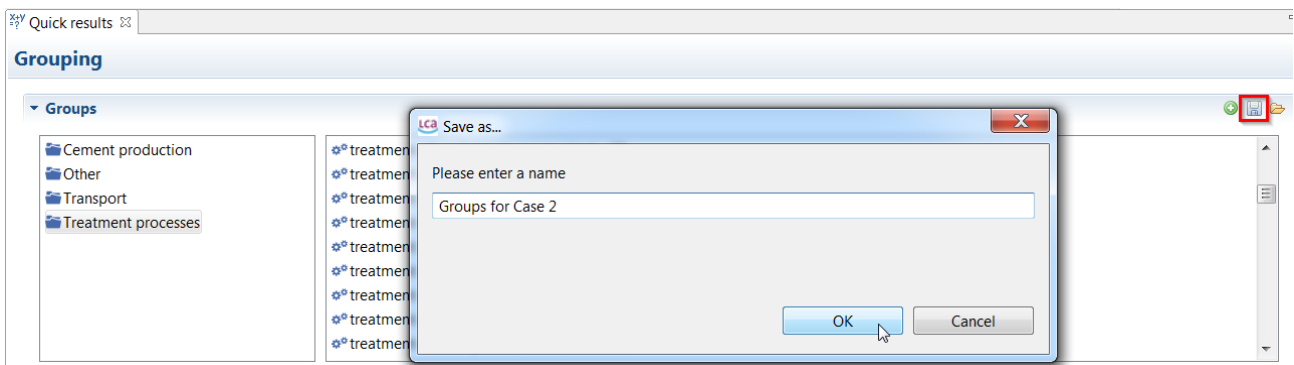 x+y =? Quick results
Grouping
Groups
LCa Save as...
Cement production
Other
Transport
Treatment processes
treatmen
treatmen
treatmen
treatmen
treatmen
treatmen
treatmen
treatmen
treatmen
Please enter a name
Groups for Case 2
OK Cancel